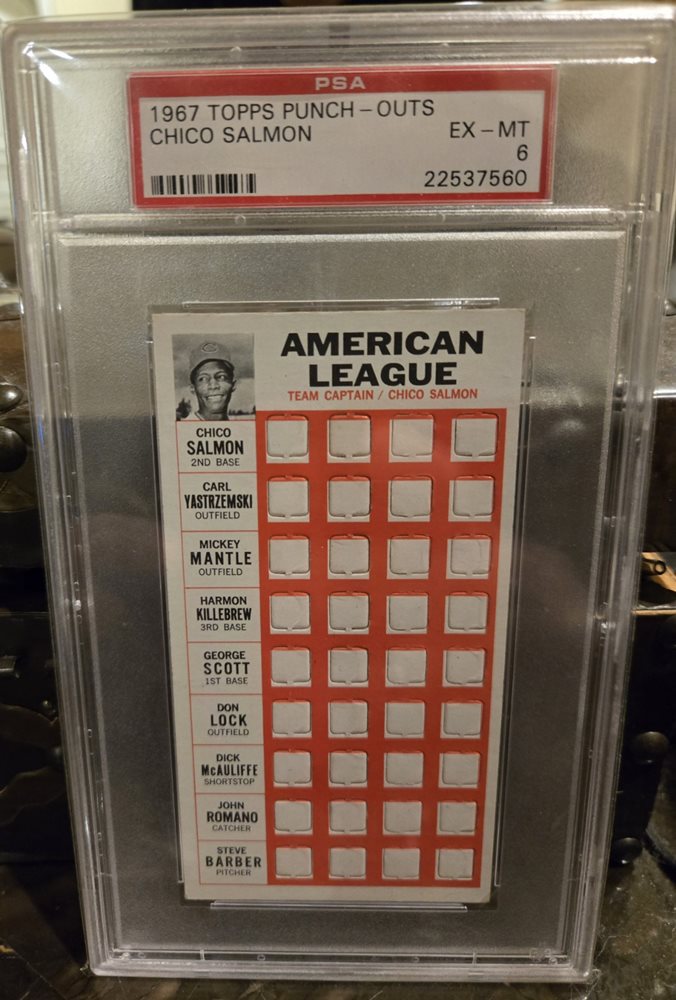 PSA
1967 TOPPS PUNCH-OUTS
CHICO SALMON
EX-MT
6
22537560
AMERICAN
LEAGUE
TEAM CAPTAIN / CHICO SALMON
CHICO
SALMON
2ND BASE
CARL
YASTRZEMSKI
OUTFIELD
MICKEY
MANTLE
OUTFIELD
HARMON
KILLEBREW
3RD BASE
GEORGE
SCOTT
1ST BASE
DON
LOCK
OUTFIELD
DICK
McAULIFFE
SHORTSTOP
JOHN
ROMANO
CATCHER
STEVE
BARBER
PITCHER